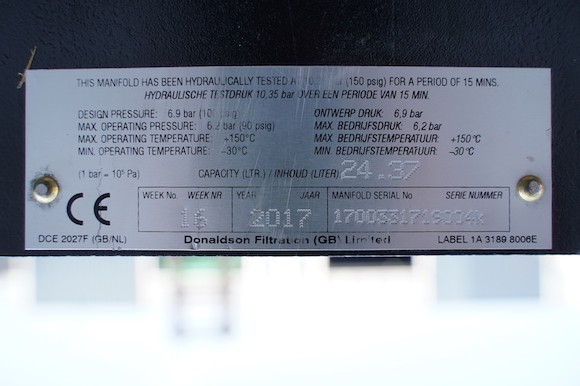 THIS MANIFOLD HAS BEEN HYDRAULICALLY TESTED (150 psig) FOR A PERIOD OF 15 MINS.
HYDRAULISCHE TESTDRUK 10,35 bar OVER EEN PERIODE VAN 15 MIN.
DESIGN PRESSURE: 6.9 bar ONTWERP DRUK: 6,9 bar
MAX. OPERATING PRESSURE: 6.2 bar (90 psig) MAX. BEDRIJFSDRUK: 6,2 bar
MAX. OPERATING TEMPERATURE: +150°C MAX. BEDRIJFSTEMPERATUUR: +150°C
MIN. OPERATING TEMPERATURE: –30°C MIN. BEDRIJFSTEMPERATUUR: –30°C
(1 bar = 10⁵ Pa) CAPACITY (LTR.) / INHOUD (LITER) 24.37
CE
WEEK No. WEEK NR YEAR JAAR MANIFOLD SERIAL No SERIE NUMMER
16 2017
DCE 2027F (GB/NL) Donaldson Filtration (GB) Limited LABEL 1A 3189 8006E